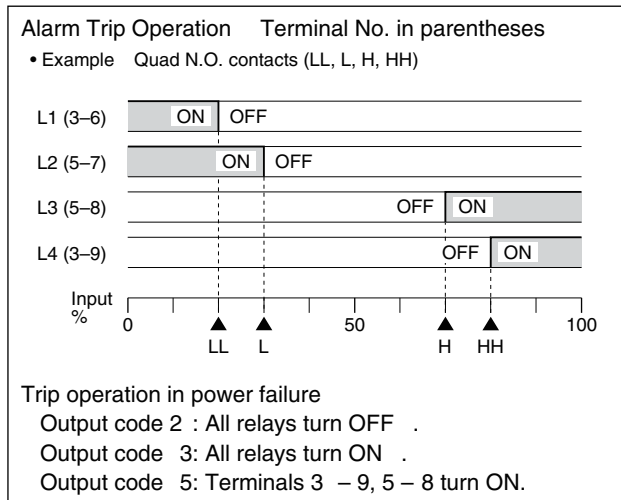 Alarm Trip Operation Terminal No. in parentheses
• Example Quad N.O. contacts (LL, L, H, HH)
L1 (3–6) ON OFF
L2 (5–7) ON OFF
L3 (5–8) OFF ON
L4 (3–9) OFF ON
Input
% 0 50 100
LL L H HH
Trip operation in power failure
Output code 2 : All relays turn OFF .
Output code 3: All relays turn ON .
Output code 5: Terminals 3 – 9, 5 – 8 turn ON.